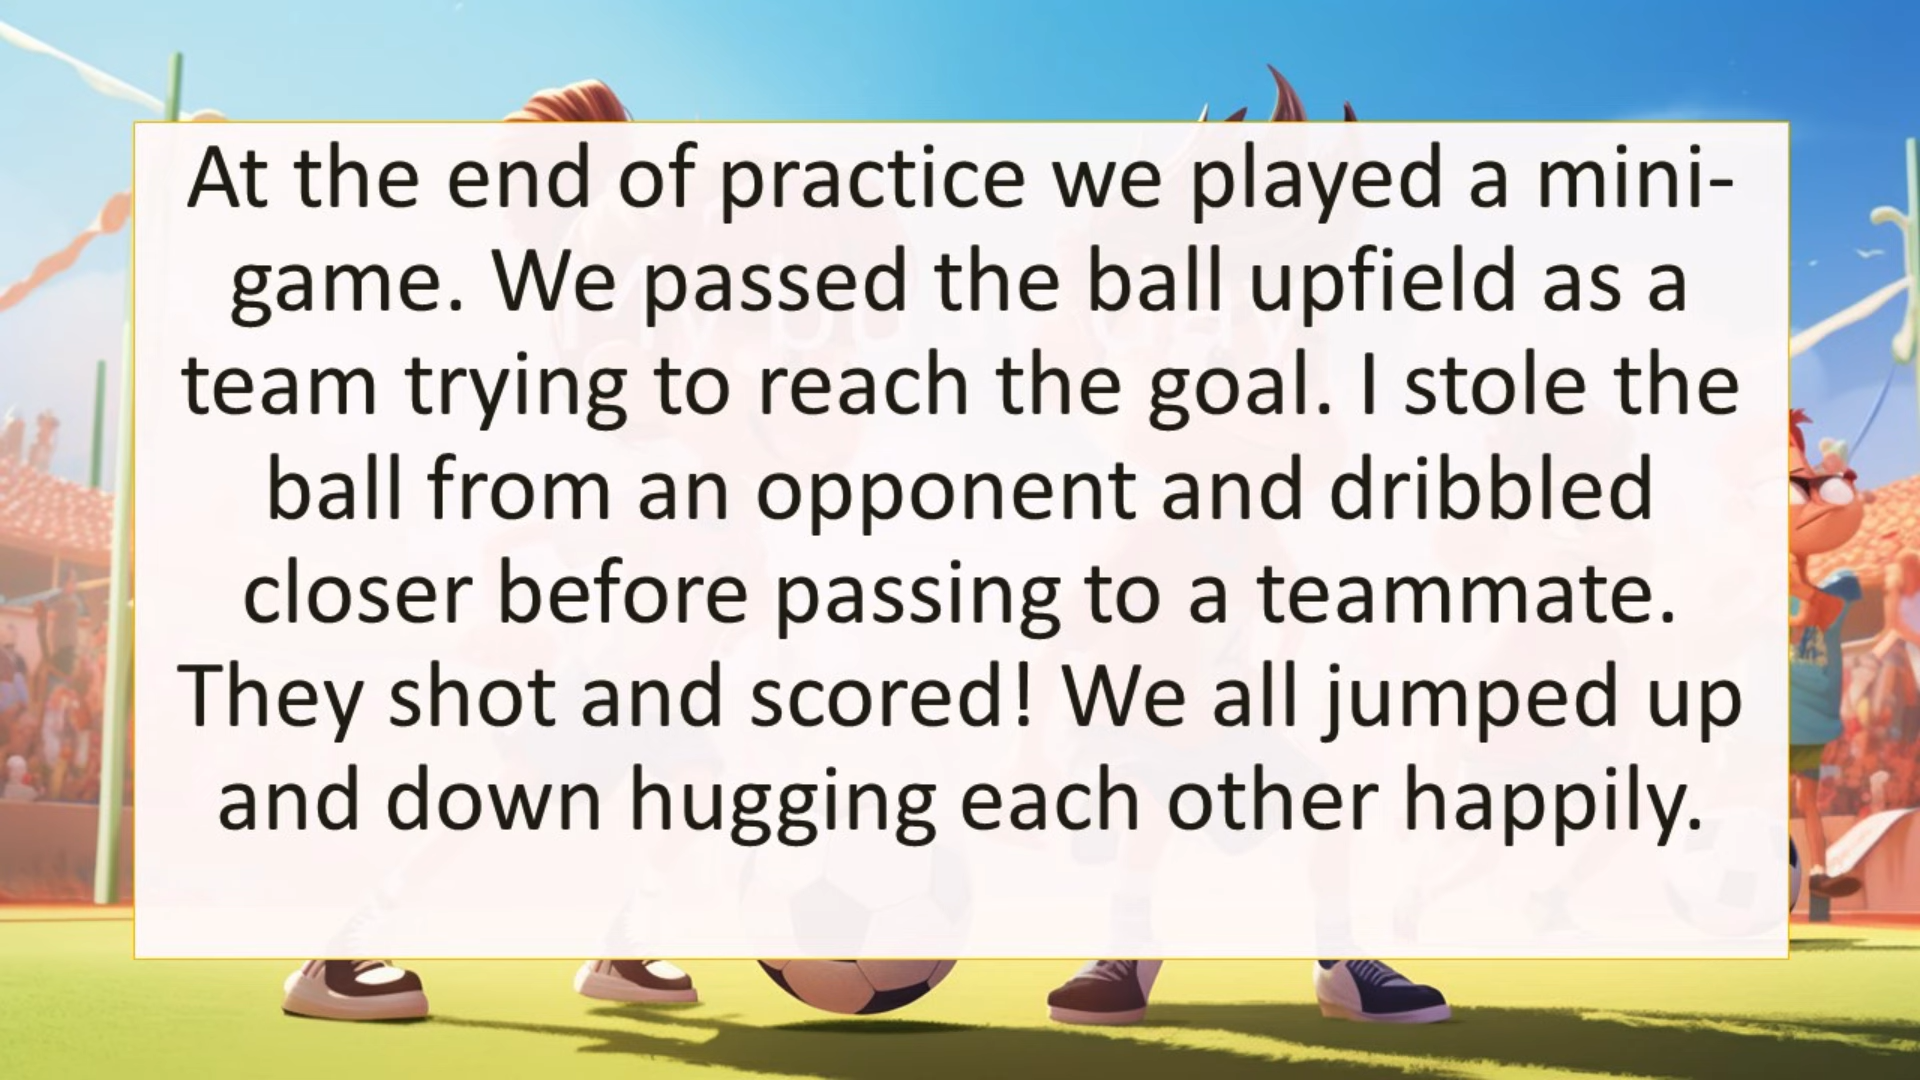 At the end of practice we played a mini-
game. We passed the ball upfield as a
team trying to reach the goal. I stole the
ball from an opponent and dribbled
closer before passing to a teammate.
They shot and scored! We all jumped up
and down hugging each other happily.